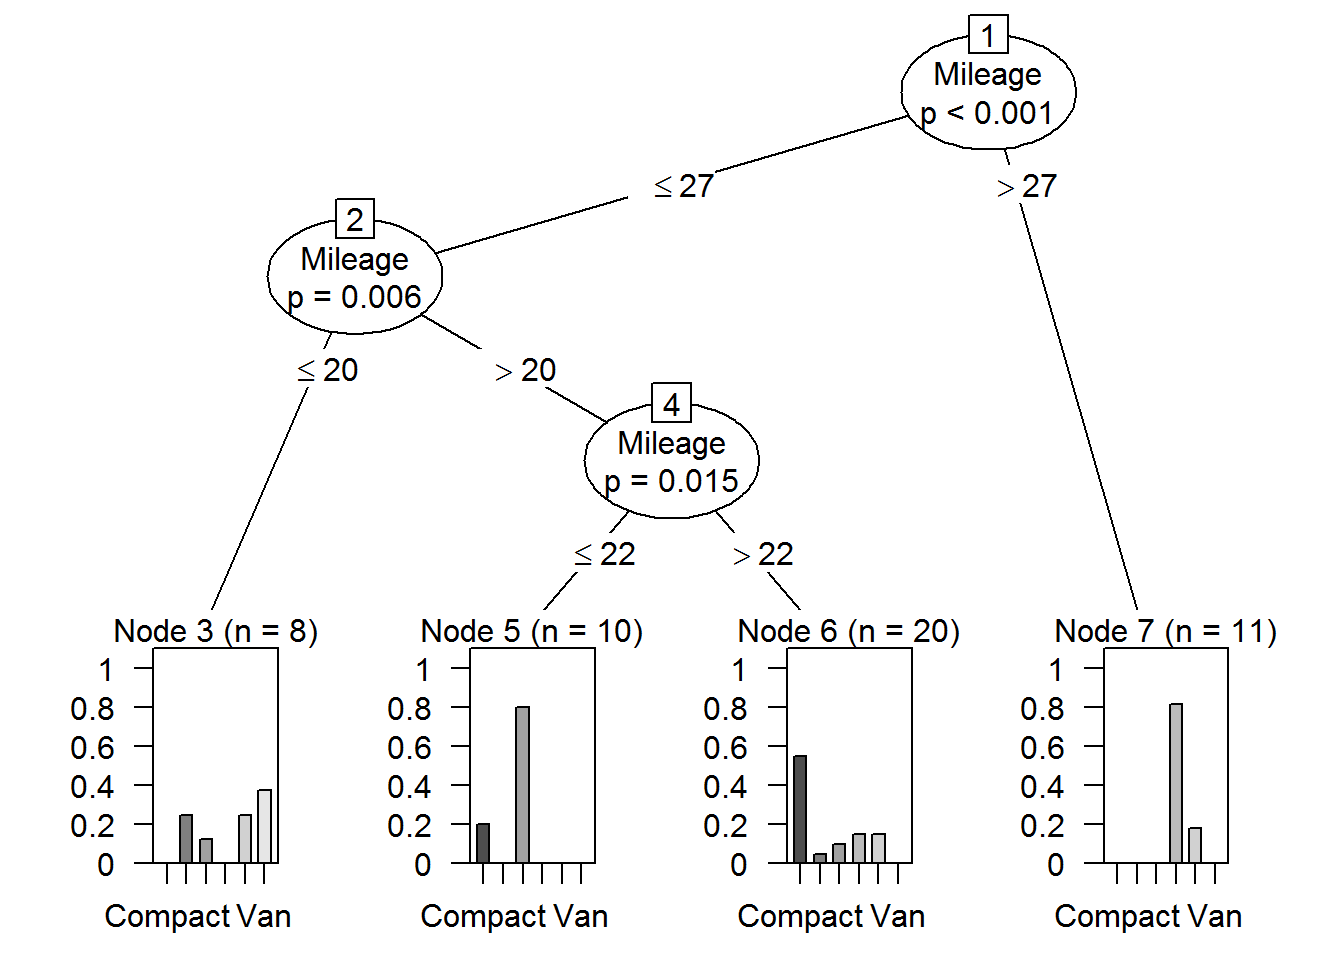 1
Mileage
p < 0.001
≤ 27
> 27
2
Mileage
p = 0.006
≤ 20
> 20
4
Mileage
p = 0.015
≤ 22
> 22
Node 3 (n = 8)
1
0.8
0.6
0.4
0.2
0
Compact Van
Node 5 (n = 10)
1
0.8
0.6
0.4
0.2
0
Compact Van
Node 6 (n = 20)
1
0.8
0.6
0.4
0.2
0
Compact Van
Node 7 (n = 11)
1
0.8
0.6
0.4
0.2
0
Compact Van